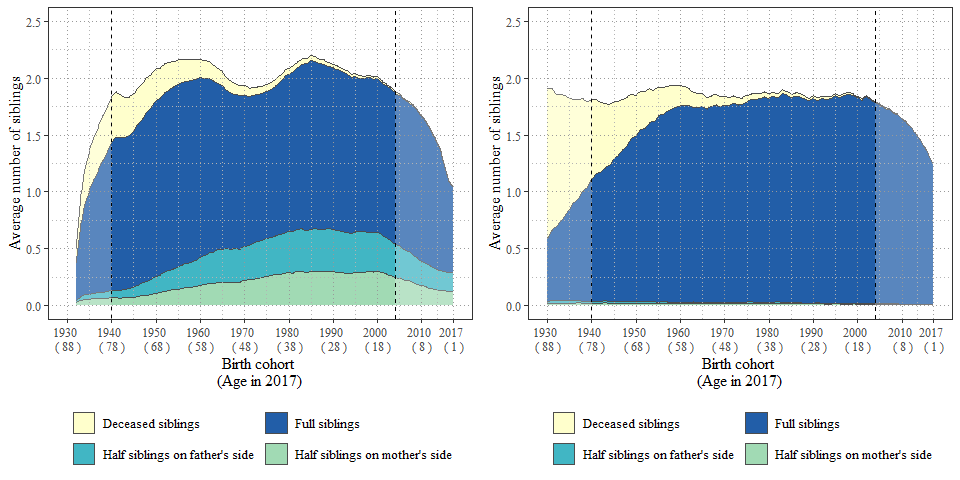 2.5
2.0
1.5
1.0
0.5
0.0
Average number of siblings
1930 1940 1950 1960 1970 1980 1990 2000 2010 2017
( 88 ) ( 78 ) ( 68 ) ( 58 ) ( 48 ) ( 38 ) ( 28 ) ( 18 ) ( 8 ) ( 1 )
Birth cohort
(Age in 2017)
Deceased siblings Full siblings
Half siblings on father's side Half siblings on mother's side
2.5
2.0
1.5
1.0
0.5
0.0
Average number of siblings
1930 1940 1950 1960 1970 1980 1990 2000 2010 2017
( 88 ) ( 78 ) ( 68 ) ( 58 ) ( 48 ) ( 38 ) ( 28 ) ( 18 ) ( 8 ) ( 1 )
Birth cohort
(Age in 2017)
Deceased siblings Full siblings
Half siblings on father's side Half siblings on mother's side